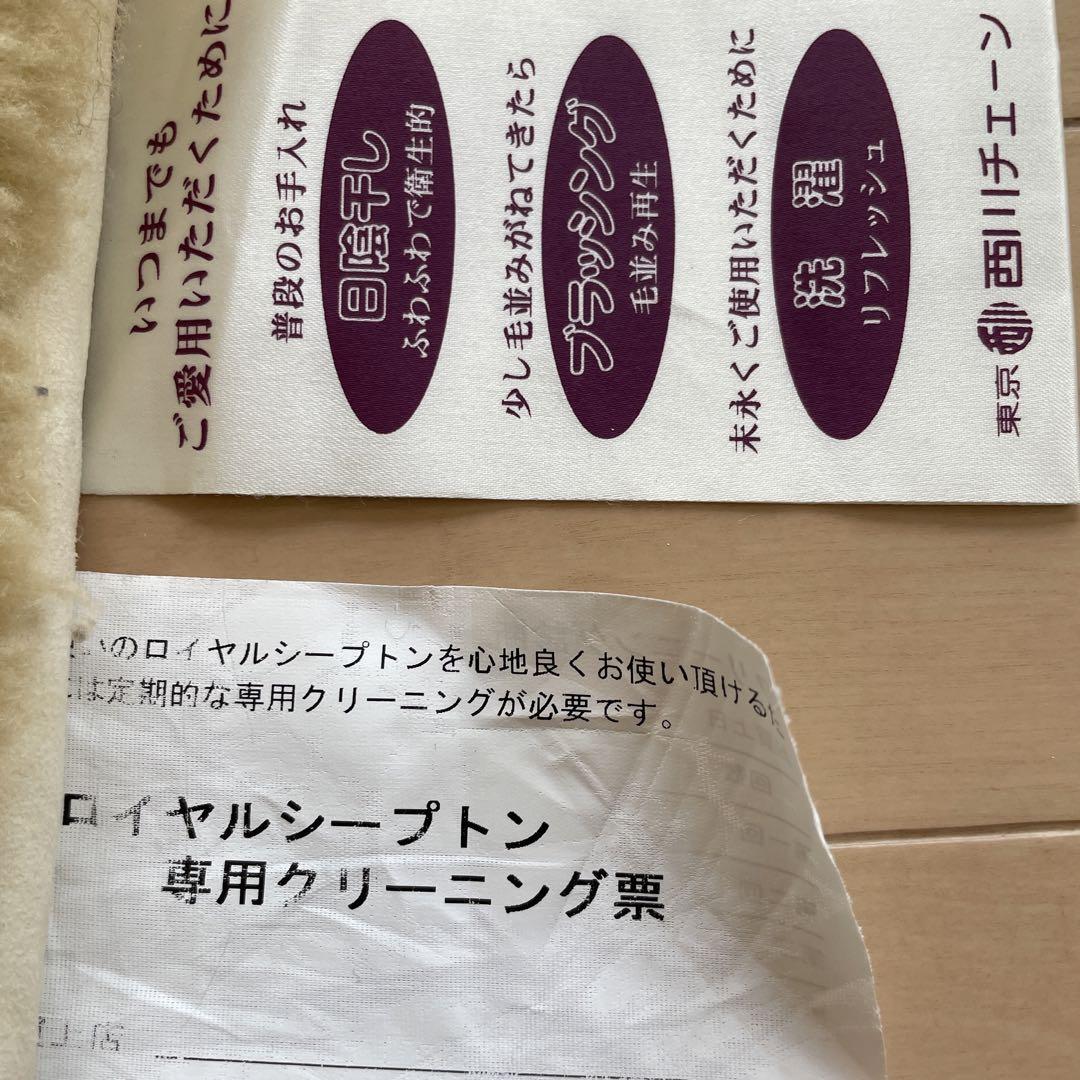 いつまでも
ご愛用いただくために
普段のお手入れ
日陰干し
ふわふわで衛生的
少し毛並みがねてきたら
ブラッシング
毛並み再生
末永くご使用いただくために
洗濯
リフレッシュ
東京 西川チェーン
いのロイヤルシープトンを心地良くお使い頂けるた
は定期的な専用クリーニングが必要です。
ロイヤルシープトン
専用クリーニング票
店